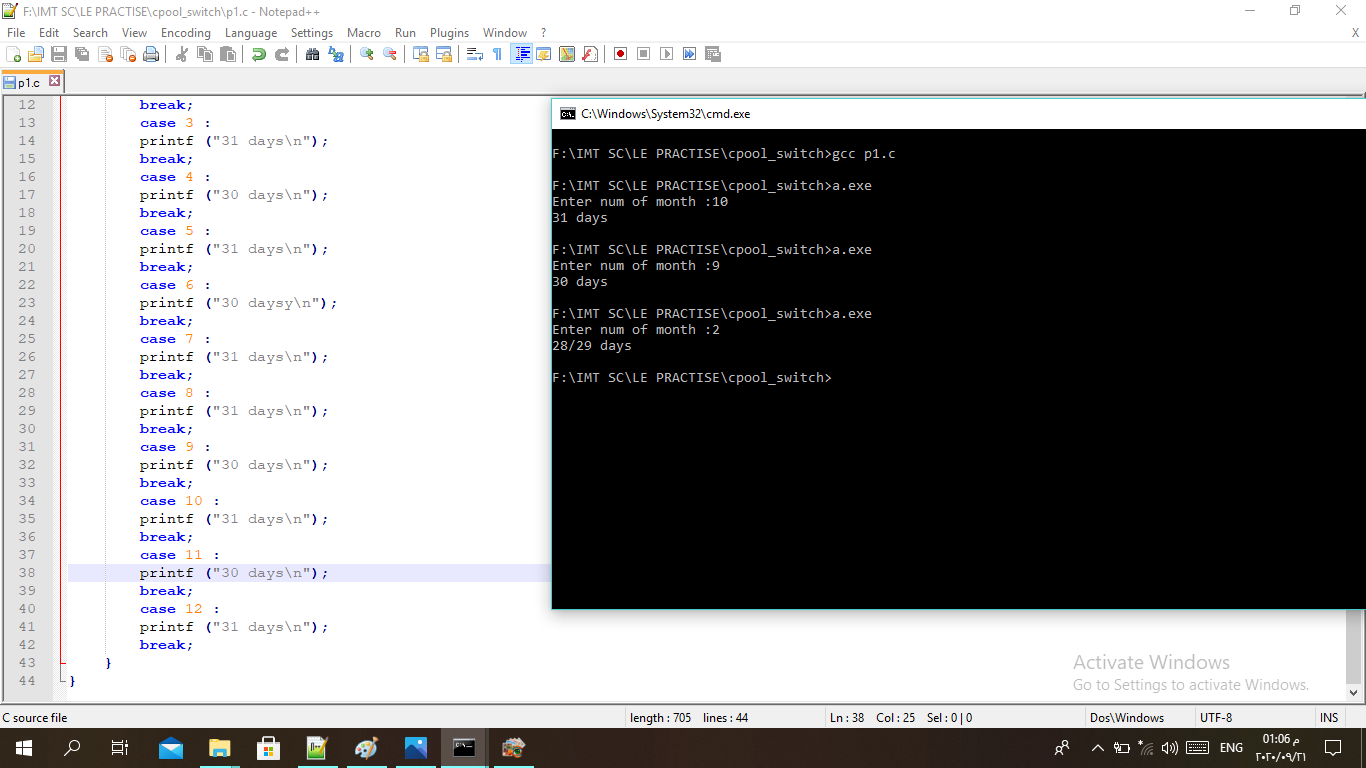 F:\IMT SC\LE PRACTISE\cpool_switch\p1.c - Notepad++
File Edit Search View Encoding Language Settings Macro Run Plugins Window ? X
p1.c
12 break;
13 case 3 :
14 printf ("31 days\n");
15 break;
16 case 4 :
17 printf ("30 days\n");
18 break;
19 case 5 :
20 printf ("31 days\n");
21 break;
22 case 6 :
23 printf ("30 daysy\n");
24 break;
25 case 7 :
26 printf ("31 days\n");
27 break;
28 case 8 :
29 printf ("31 days\n");
30 break;
31 case 9 :
32 printf ("30 days\n");
33 break;
34 case 10 :
35 printf ("31 days\n");
36 break;
37 case 11 :
38 printf ("30 days\n");
39 break;
40 case 12 :
41 printf ("31 days\n");
42 break;
43 }
44 }
C:\Windows\System32\cmd.exe
F:\IMT SC\LE PRACTISE\cpool_switch>gcc p1.c
F:\IMT SC\LE PRACTISE\cpool_switch>a.exe
Enter num of month :10
31 days
F:\IMT SC\LE PRACTISE\cpool_switch>a.exe
Enter num of month :9
30 days
F:\IMT SC\LE PRACTISE\cpool_switch>a.exe
Enter num of month :2
28/29 days
F:\IMT SC\LE PRACTISE\cpool_switch>
Activate Windows
Go to Settings to activate Windows.
C source file length : 705 lines : 44 Ln : 38 Col : 25 Sel : 0 | 0 Dos\Windows UTF-8 INS
ENG
01:06 م
٢٠٢٠/٠٩/٢١